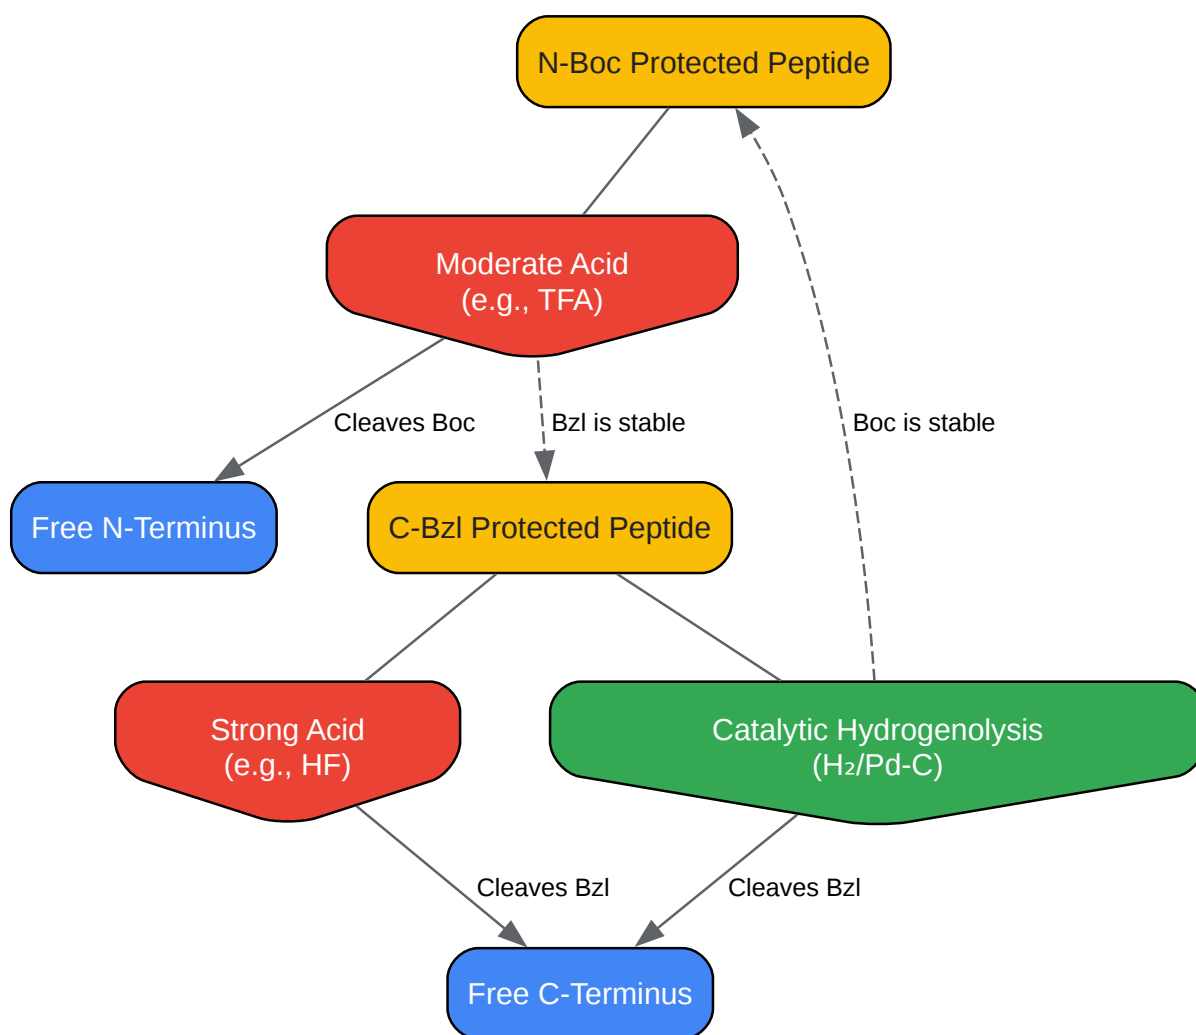 N-Boc Protected Peptide
Moderate Acid
(e.g., TFA)
Cleaves Boc
Bzl is stable
Boc is stable
Free N-Terminus
C-Bzl Protected Peptide
Strong Acid
(e.g., HF)
Catalytic Hydrogenolysis
(H₂/Pd-C)
Cleaves Bzl
Cleaves Bzl
Free C-Terminus